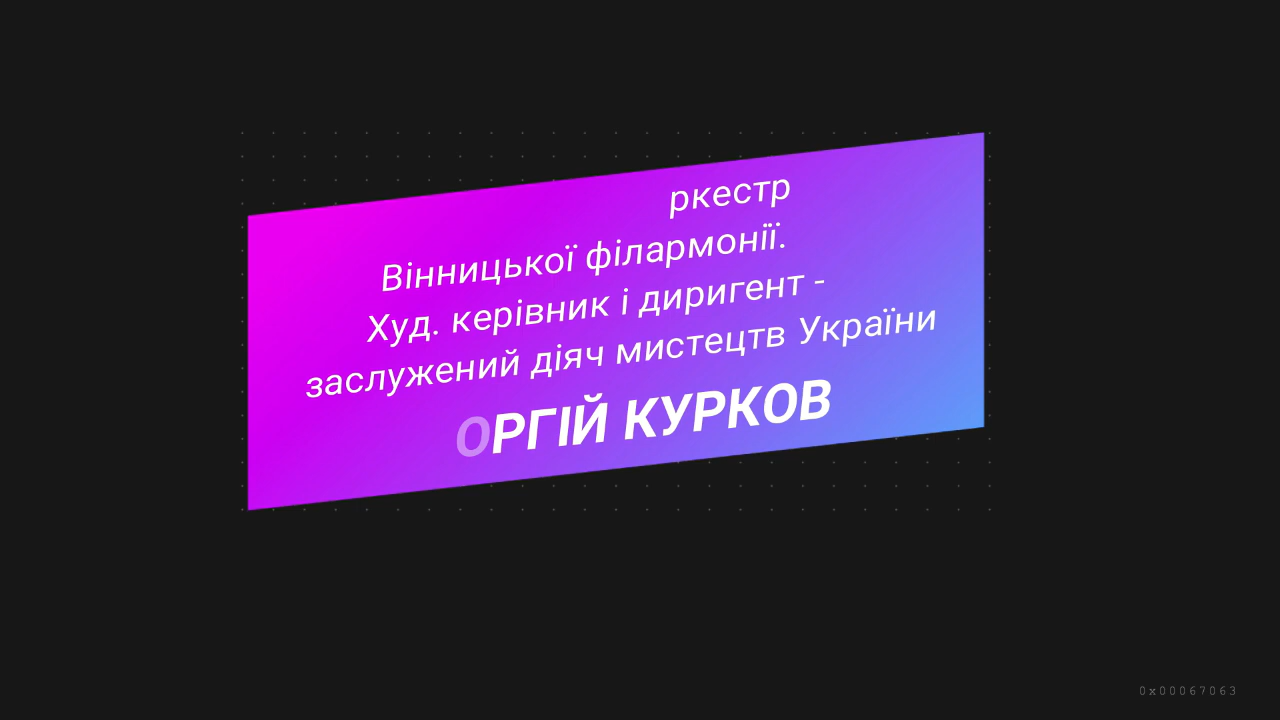 ркестр
Вінницької філармонії.
Худ. керівник і диригент -
заслужений діяч мистецтв України
ОРГІЙ КУРКОВ
0x00067063